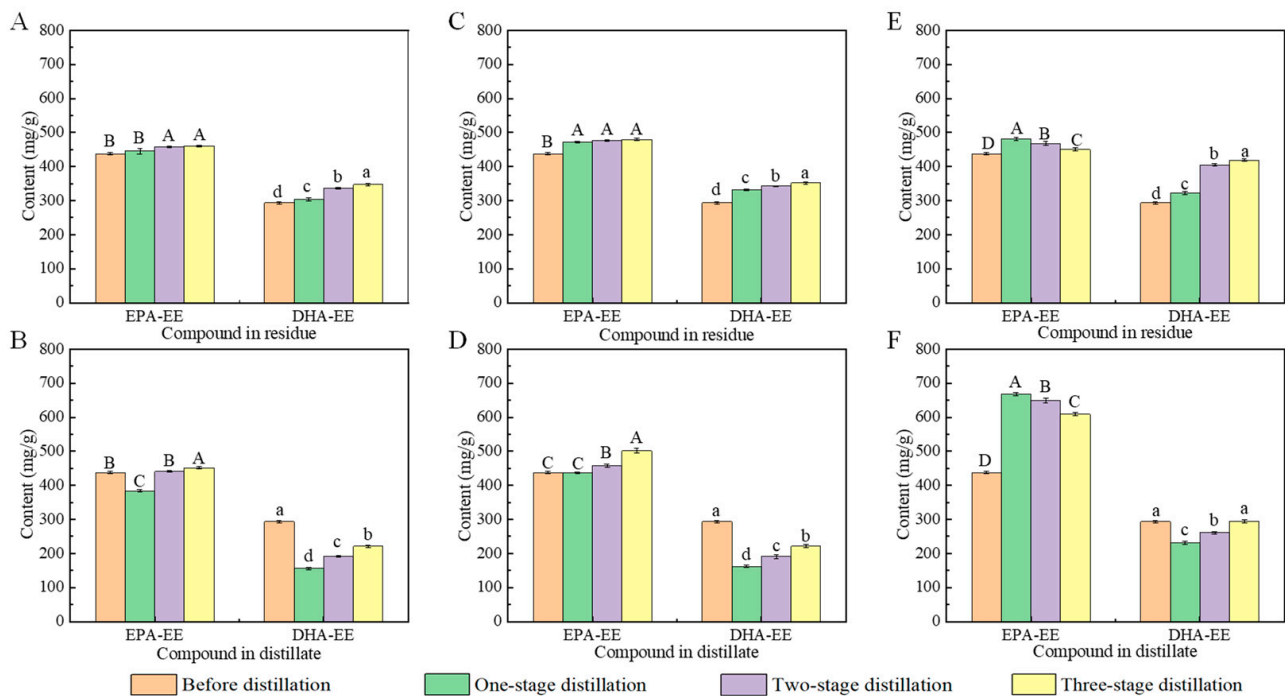 A
800
700
600
500
400
300
200
100
0
Content (mg/g)
B B A A
d c b a
EPA-EE DHA-EE
Compound in residue
C
800
700
600
500
400
300
200
100
0
Content (mg/g)
B A A A
d c b a
EPA-EE DHA-EE
Compound in residue
E
800
700
600
500
400
300
200
100
0
Content (mg/g)
D A B C
d c b a
EPA-EE DHA-EE
Compound in residue
B
800
700
600
500
400
300
200
100
0
Content (mg/g)
B C B A
a d c b
EPA-EE DHA-EE
Compound in distillate
D
800
700
600
500
400
300
200
100
0
Content (mg/g)
C C B A
a d c b
EPA-EE DHA-EE
Compound in distillate
F
800
700
600
500
400
300
200
100
0
Content (mg/g)
D A B C
a c b a
EPA-EE DHA-EE
Compound in distillate
Before distillation One-stage distillation Two-stage distillation Three-stage distillation